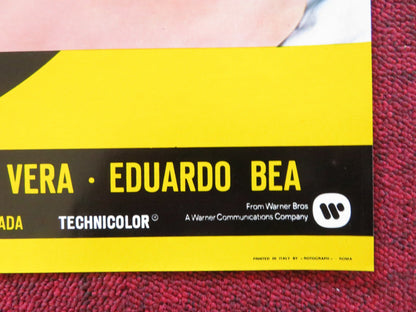 VERA · EDUARDO BEA
ADA TECHNICOLOR®
From Warner Bros
A Warner Communications Company
PRINTED IN ITALY BY «ROTOGRAPH» - ROMA